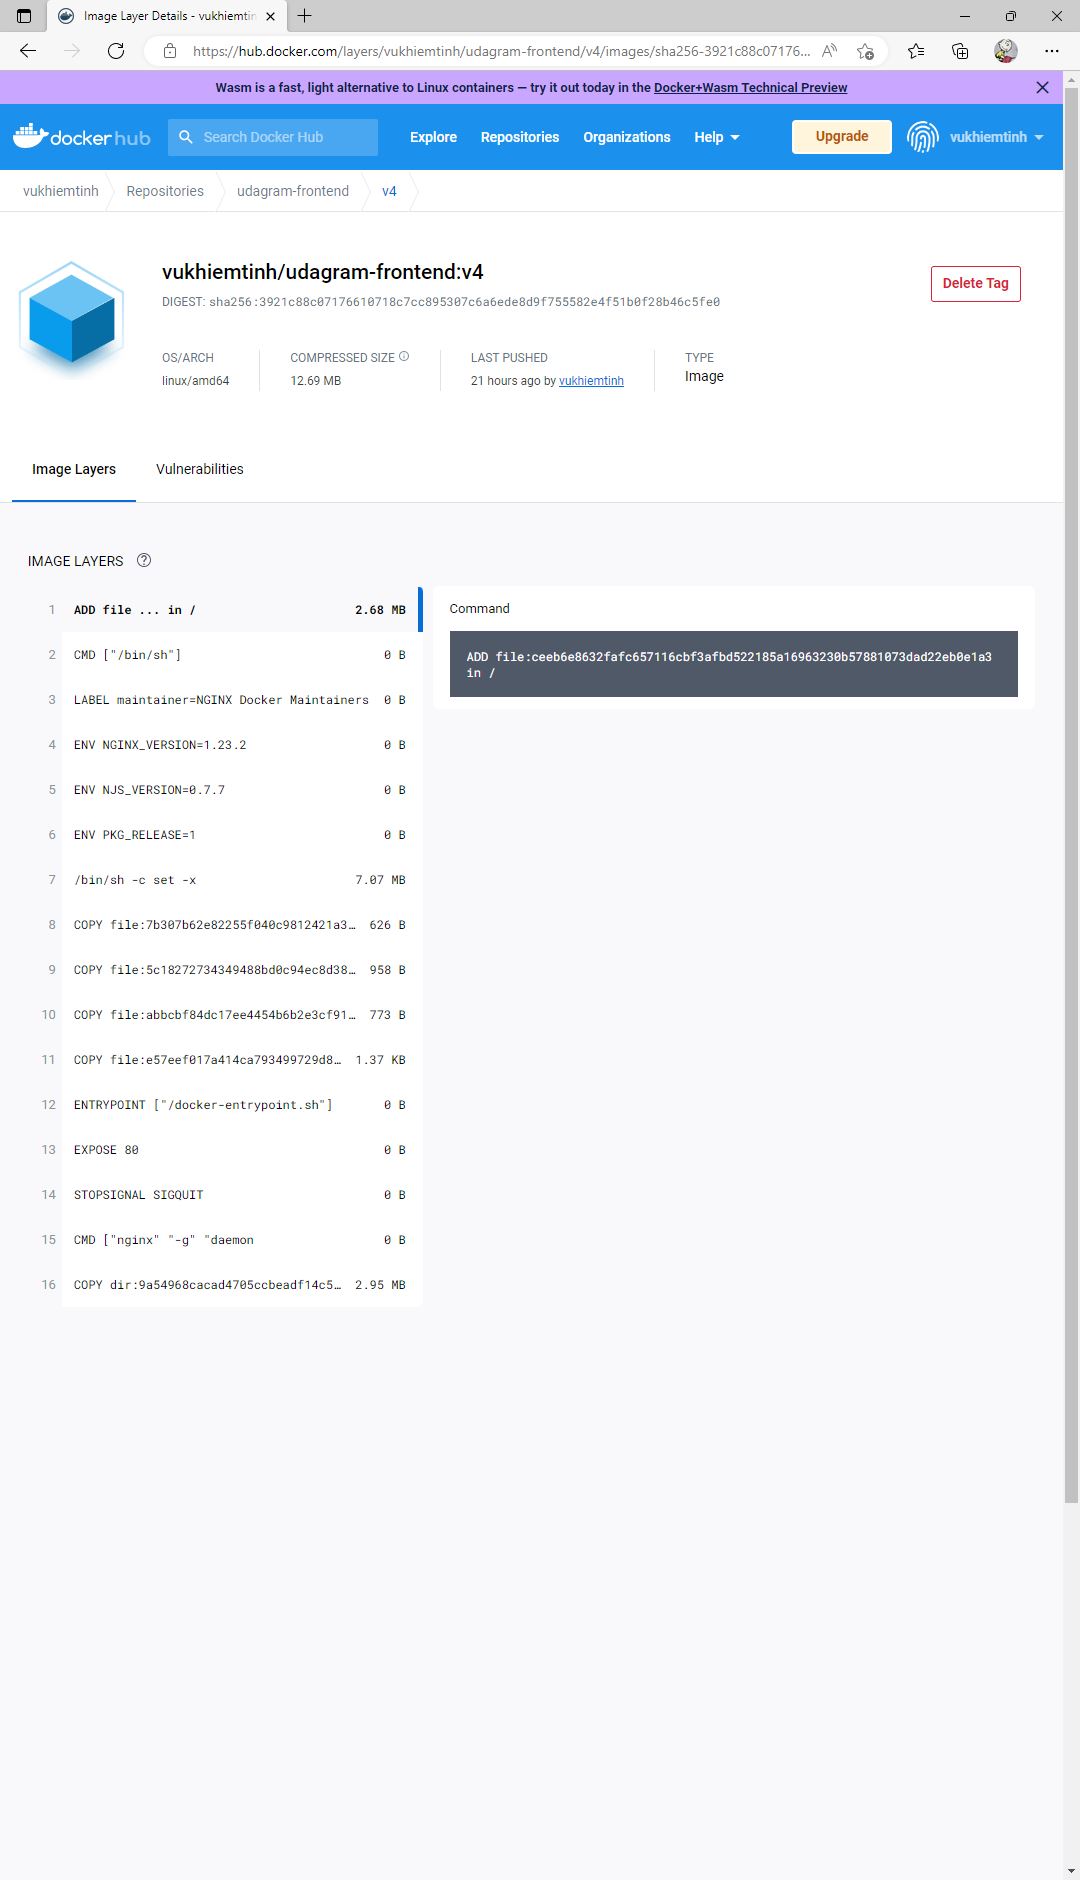 Image Layer Details - vukhiemtin
https://hub.docker.com/layers/vukhiemtinh/udagram-frontend/v4/images/sha256-3921c88c07176...
Wasm is a fast, light alternative to Linux containers — try it out today in the Docker+Wasm Technical Preview
docker hub
Search Docker Hub
Explore
Repositories
Organizations
Help
Upgrade
vukhiemtinh
vukhiemtinh
Repositories
udagram-frontend
v4
vukhiemtinh/udagram-frontend:v4
Delete Tag
DIGEST: sha256:3921c88c07176610718c7cc895307c6a6ede8d9f755582e4f51b0f28b46c5fe0
OS/ARCH
linux/amd64
COMPRESSED SIZE
12.69 MB
LAST PUSHED
21 hours ago by vukhiemtinh
TYPE
Image
Image Layers
Vulnerabilities
IMAGE LAYERS
1 ADD file ... in / 2.68 MB
2 CMD ["/bin/sh"] 0 B
3 LABEL maintainer=NGINX Docker Maintainers 0 B
4 ENV NGINX_VERSION=1.23.2 0 B
5 ENV NJS_VERSION=0.7.7 0 B
6 ENV PKG_RELEASE=1 0 B
7 /bin/sh -c set -x 7.07 MB
8 COPY file:7b307b62e82255f040c9812421a3… 626 B
9 COPY file:5c18272734349488bd0c94ec8d38… 958 B
10 COPY file:abbcbf84dc17ee4454b6b2e3cf91… 773 B
11 COPY file:e57eef017a414ca793499729d8… 1.37 KB
12 ENTRYPOINT ["/docker-entrypoint.sh"] 0 B
13 EXPOSE 80 0 B
14 STOPSIGNAL SIGQUIT 0 B
15 CMD ["nginx" "-g" "daemon 0 B
16 COPY dir:9a54968cacad4705ccbeadf14c5… 2.95 MB
Command
ADD file:ceeb6e8632fafc657116cbf3afbd522185a16963230b57881073dad22eb0e1a3
in /